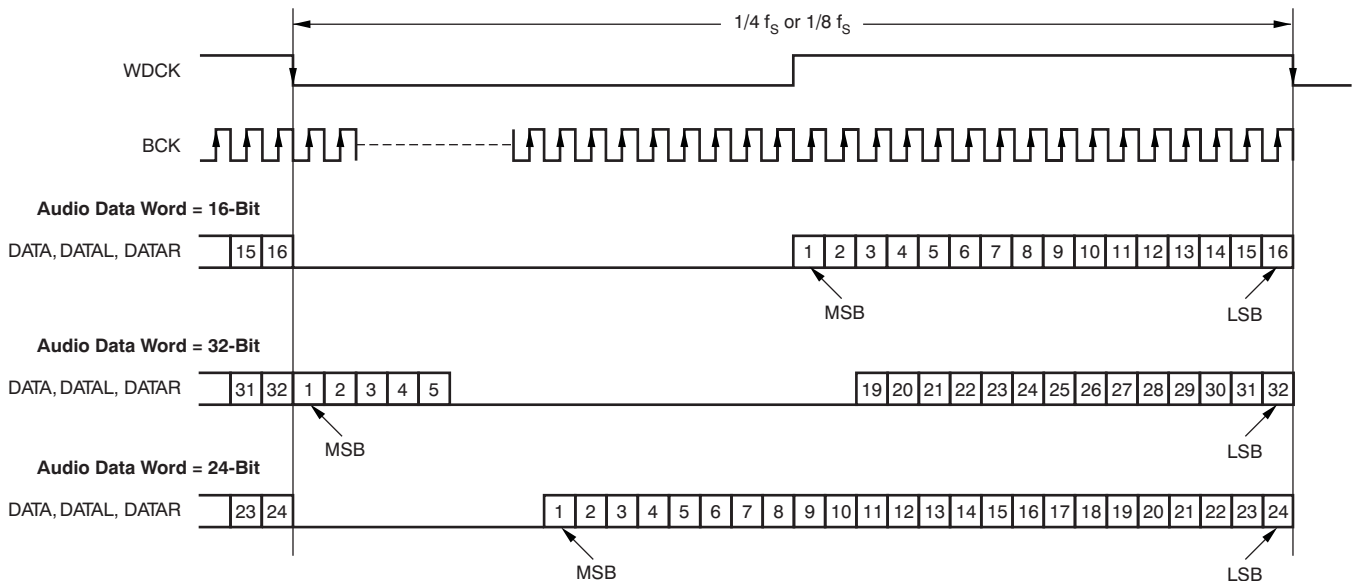 1/4 fS or 1/8 fS
WDCK
BCK
Audio Data Word = 16-Bit
DATA, DATAL, DATAR 15 16 1 2 3 4 5 6 7 8 9 10 11 12 13 14 15 16
MSB LSB
Audio Data Word = 32-Bit
DATA, DATAL, DATAR 31 32 1 2 3 4 5 19 20 21 22 23 24 25 26 27 28 29 30 31 32
MSB LSB
Audio Data Word = 24-Bit
DATA, DATAL, DATAR 23 24 1 2 3 4 5 6 7 8 9 10 11 12 13 14 15 16 17 18 19 20 21 22 23 24
MSB LSB